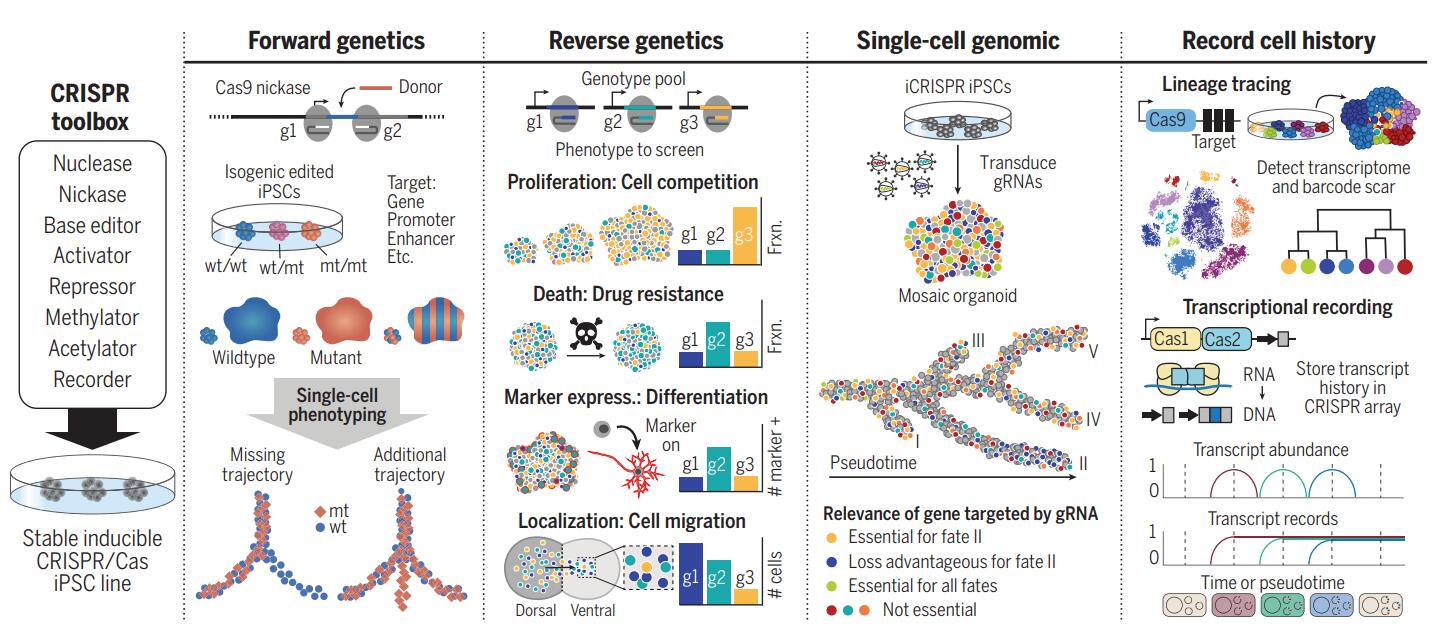 CRISPR
toolbox
Nuclease
Nickase
Base editor
Activator
Repressor
Methylator
Acetylator
Recorder
Stable inducible
CRISPR/Cas
iPSC line
Forward genetics
Cas9 nickase
Donor
g1
g2
Isogenic edited
iPSCs
Target:
Gene
Promoter
Enhancer
Etc.
wt/wt
wt/mt
mt/mt
Wildtype
Mutant
Single-cell
phenotyping
Missing
trajectory
Additional
trajectory
mt
wt
Reverse genetics
Genotype pool
g1
g2
g3
Phenotype to screen
Proliferation: Cell competition
g1
g2
g3
Frxn.
Death: Drug resistance
g1
g2
g3
Frxn.
Marker express.: Differentiation
Marker
on
g1
g2
g3
# marker +
Localization: Cell migration
Dorsal
Ventral
g1
g2
g3
# cells
Single-cell genomic
iCRISPR iPSCs
Transduce
gRNAs
Mosaic organoid
III
V
IV
I
II
Pseudotime
Relevance of gene targeted by gRNA
Essential for fate II
Loss advantageous for fate II
Essential for all fates
Not essential
Record cell history
Lineage tracing
Cas9
Target
Detect transcriptome
and barcode scar
Transcriptional recording
Cas1
Cas2
RNA
DNA
Store transcript
history in
CRISPR array
Transcript abundance
1
0
Transcript records
1
0
Time or pseudotime